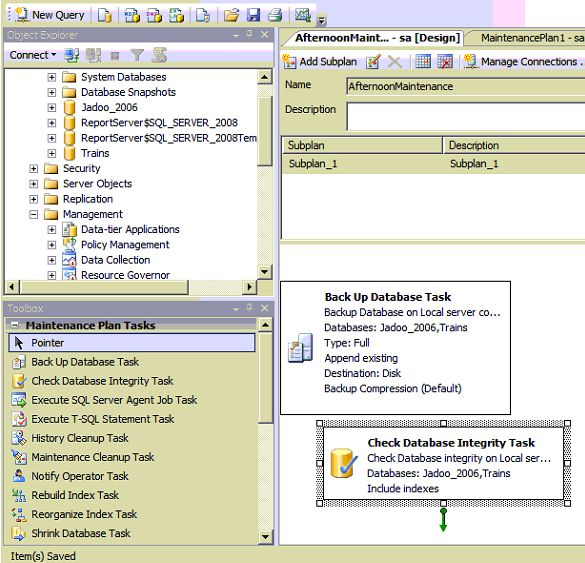 New Query
Object Explorer
Connect
System Databases
Database Snapshots
Jadoo_2006
ReportServer$SQL_SERVER_2008
ReportServer$SQL_SERVER_2008Tem
Trains
Security
Server Objects
Replication
Management
Data-tier Applications
Policy Management
Data Collection
Resource Governor
Toolbox
Maintenance Plan Tasks
Pointer
Back Up Database Task
Check Database Integrity Task
Execute SQL Server Agent Job Task
Execute T-SQL Statement Task
History Cleanup Task
Maintenance Cleanup Task
Notify Operator Task
Rebuild Index Task
Reorganize Index Task
Shrink Database Task
Item(s) Saved
AfternoonMaint... - sa [Design] MaintenancePlan1 - sa
Add Subplan Manage Connections .
Name AfternoonMaintenance
Description
Subplan Description
Subplan_1 Subplan_1
Back Up Database Task
Backup Database on Local server co...
Databases: Jadoo_2006,Trains
Type: Full
Append existing
Destination: Disk
Backup Compression (Default)
Check Database Integrity Task
Check Database integrity on Local ser...
Databases: Jadoo_2006,Trains
Include indexes